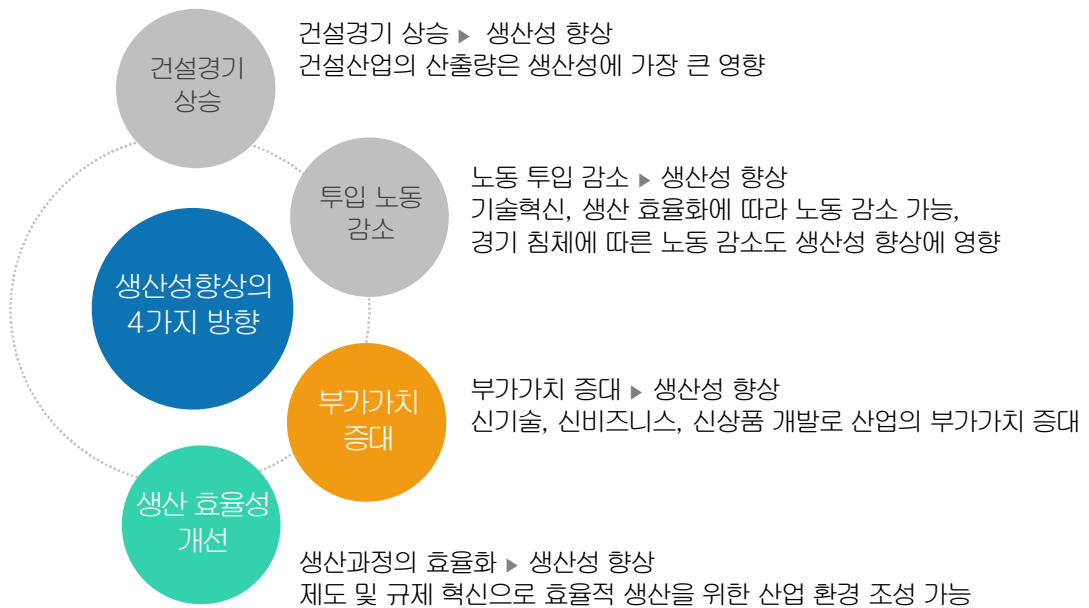 건설경기 상승 ▶ 생산성 향상
건설산업의 산출량은 생산성에 가장 큰 영향
건설경기
상승
노동 투입 감소 ▶ 생산성 향상
기술혁신, 생산 효율화에 따라 노동 감소 가능,
경기 침체에 따른 노동 감소도 생산성 향상에 영향
투입 노동
감소
생산성향상의
4가지 방향
부가가치 증대 ▶ 생산성 향상
신기술, 신비즈니스, 신상품 개발로 산업의 부가가치 증대
부가가치
증대
생산 효율성
개선
생산과정의 효율화 ▶ 생산성 향상
제도 및 규제 혁신으로 효율적 생산을 위한 산업 환경 조성 가능